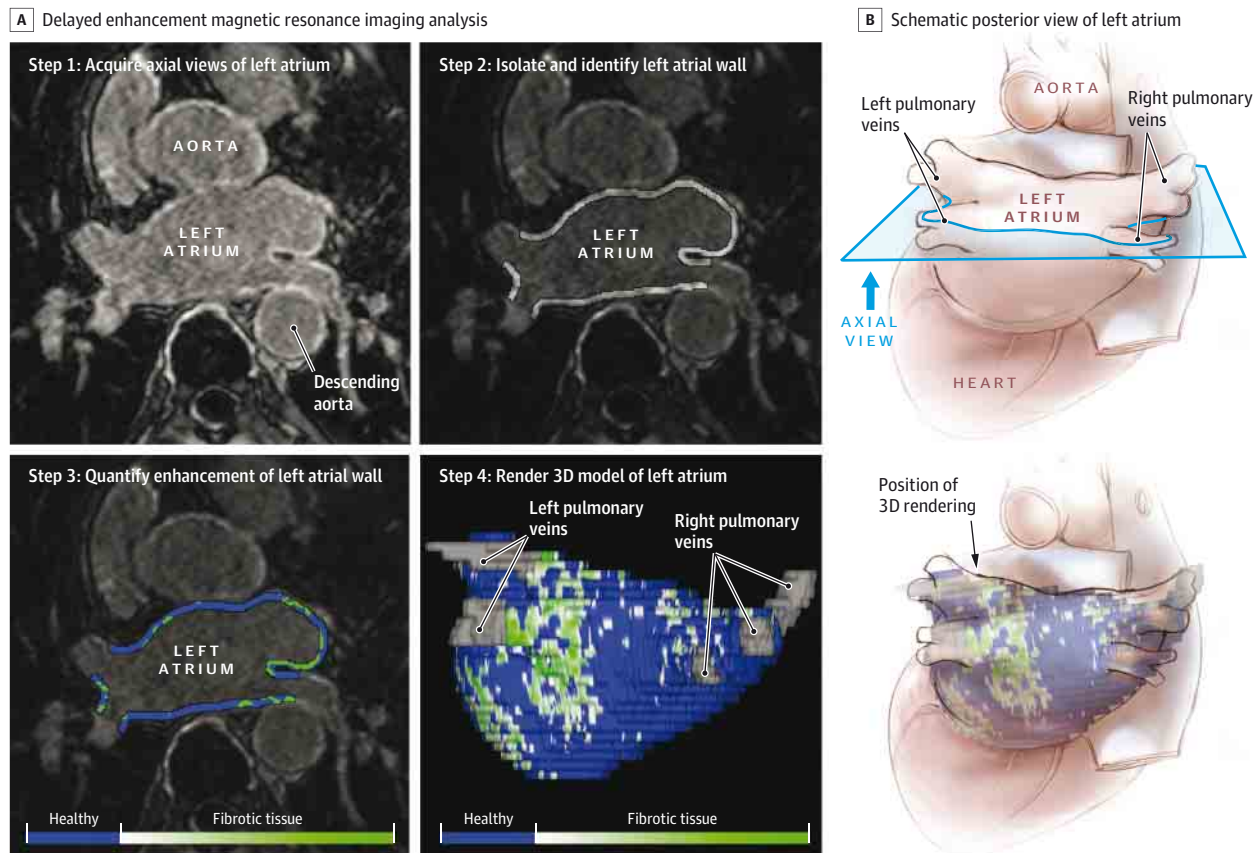 A Delayed enhancement magnetic resonance imaging analysis
Step 1: Acquire axial views of left atrium
AORTA
LEFT
ATRIUM
Descending
aorta
Step 2: Isolate and identify left atrial wall
LEFT
ATRIUM
Step 3: Quantify enhancement of left atrial wall
LEFT
ATRIUM
Healthy
Fibrotic tissue
Step 4: Render 3D model of left atrium
Left pulmonary
veins
Right pulmonary
veins
Healthy
Fibrotic tissue
B Schematic posterior view of left atrium
AORTA
Left pulmonary
veins
Right pulmonary
veins
LEFT
ATRIUM
AXIAL
VIEW
HEART
Position of
3D rendering